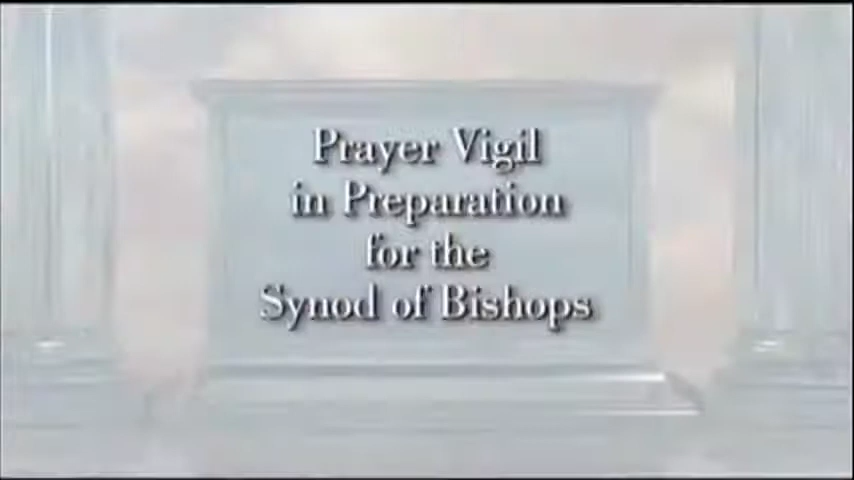 Prayer Vigil
in Preparation
for the
Synod of Bishops